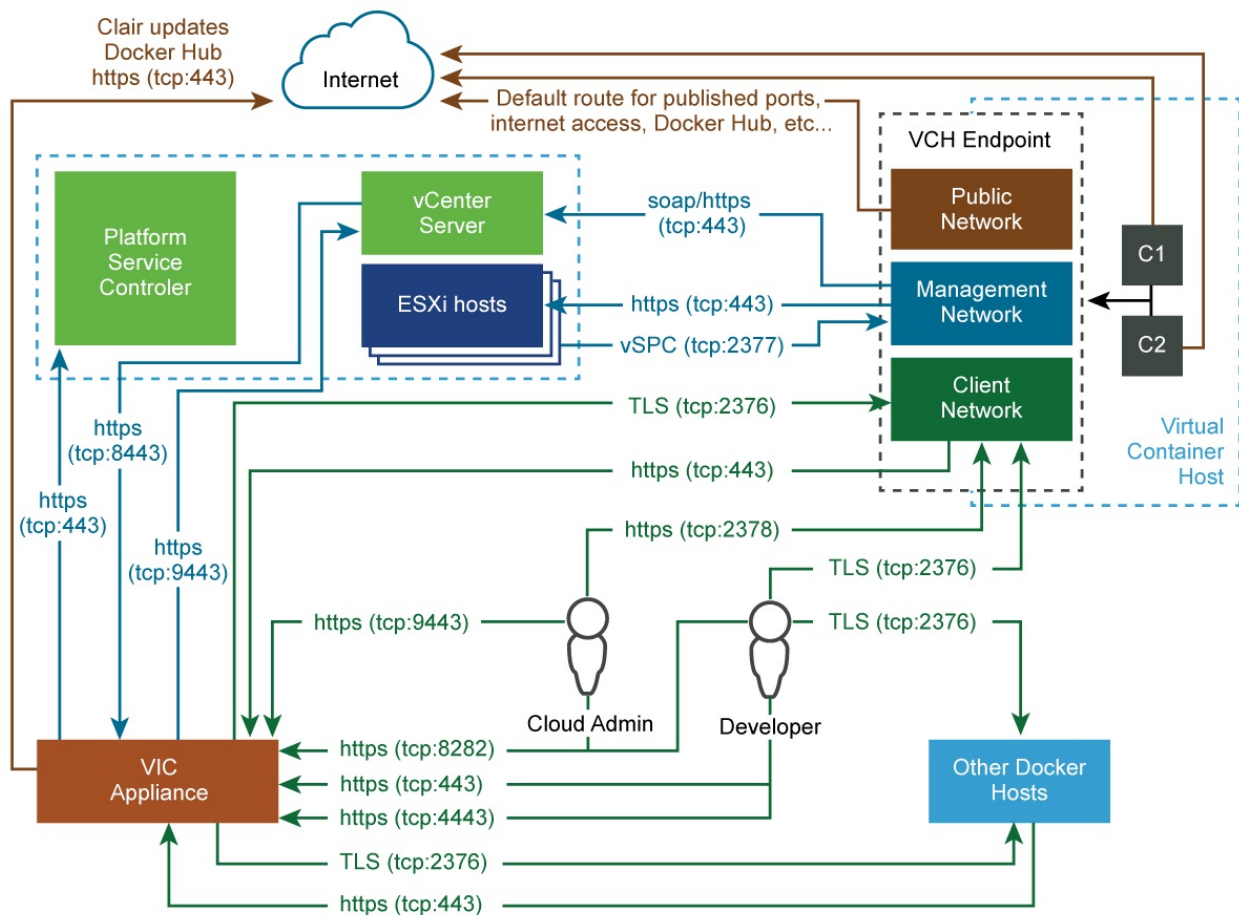 Clair updates
Docker Hub
https (tcp:443)
Internet
Default route for published ports,
internet access, Docker Hub, etc...
VCH Endpoint
Public
Network
Platform
Service
Controler
vCenter
Server
soap/https
(tcp:443)
C1
ESXi hosts
https (tcp:443)
Management
Network
vSPC (tcp:2377)
C2
Client
Network
TLS (tcp:2376)
Virtual
Container
Host
https
(tcp:8443)
https (tcp:443)
https
(tcp:443)
https (tcp:2378)
https
(tcp:9443)
TLS (tcp:2376)
https (tcp:9443)
TLS (tcp:2376)
Cloud Admin
Developer
VIC
Appliance
https (tcp:8282)
https (tcp:443)
https (tcp:4443)
Other Docker
Hosts
TLS (tcp:2376)
https (tcp:443)